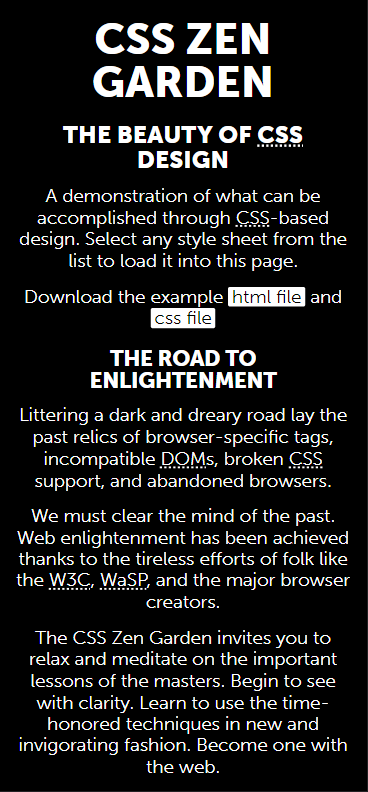 CSS ZEN
GARDEN
THE BEAUTY OF CSS
DESIGN
A demonstration of what can be
accomplished through CSS-based
design. Select any style sheet from the
list to load it into this page.
Download the example html file and
css file
THE ROAD TO
ENLIGHTENMENT
Littering a dark and dreary road lay the
past relics of browser-specific tags,
incompatible DOMs, broken CSS
support, and abandoned browsers.
We must clear the mind of the past.
Web enlightenment has been achieved
thanks to the tireless efforts of folk like
the W3C, WaSP, and the major browser
creators.
The CSS Zen Garden invites you to
relax and meditate on the important
lessons of the masters. Begin to see
with clarity. Learn to use the time-
honored techniques in new and
invigorating fashion. Become one with
the web.